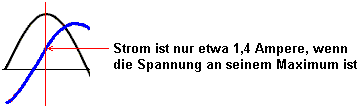 Strom ist nur etwa 1,4 Ampere, wenn
die Spannung an seinem Maximum ist